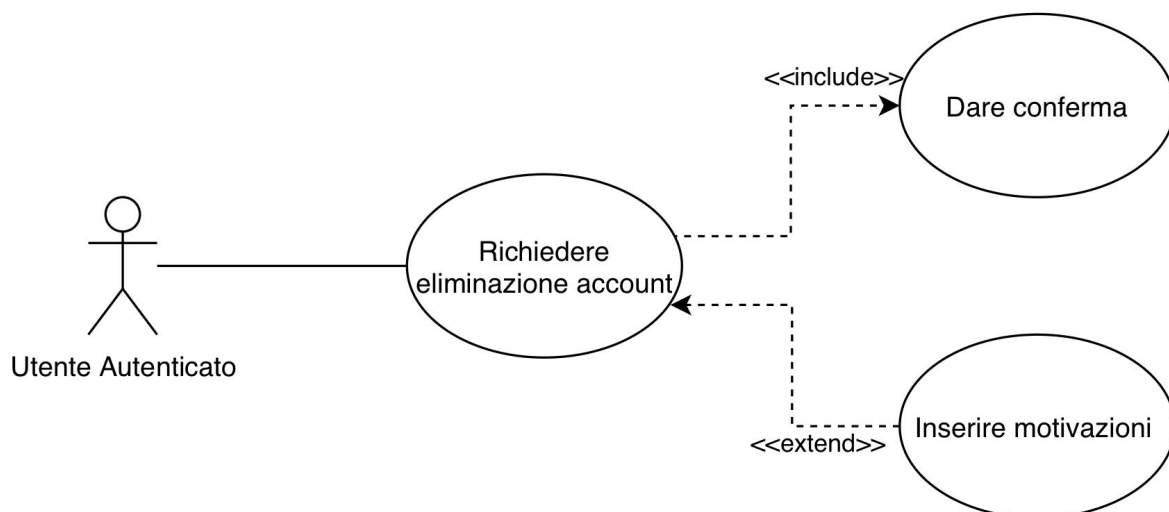 <<include>>
Dare conferma
Richiedere
eliminazione account
Utente Autenticato
<<extend>>
Inserire motivazioni